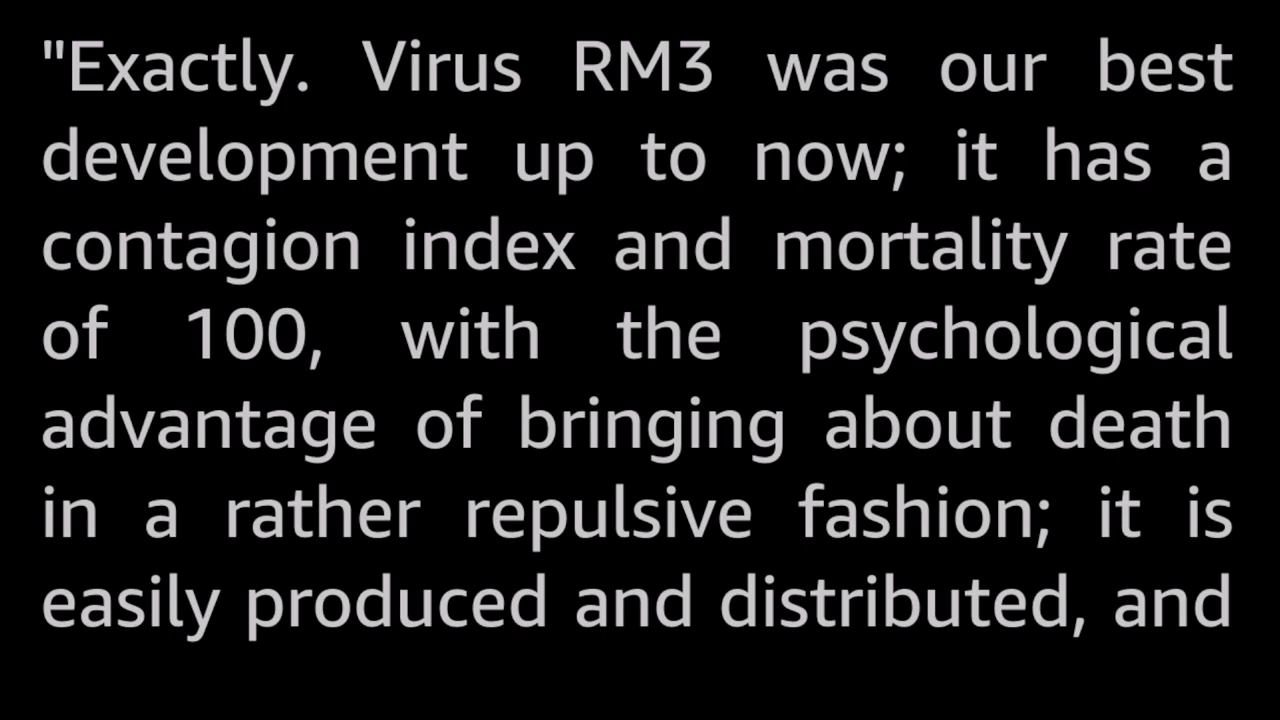 "Exactly. Virus RM3 was our best
development up to now; it has a
contagion index and mortality rate
of 100, with the psychological
advantage of bringing about death
in a rather repulsive fashion; it is
easily produced and distributed, and